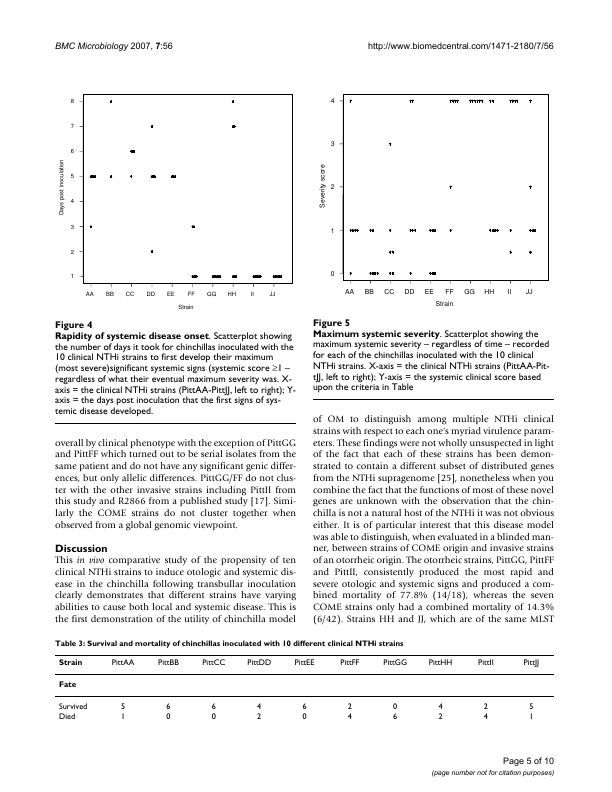 BMC Microbiology 2007, 7:56
http://www.biomedcentral.com/1471-2180/7/56
8
7
6
5
4
3
2
1
Days post inoculation
AA BB CC DD EE FF GG HH II JJ
Strain
Figure 4
Rapidity of systemic disease onset. Scatterplot showing
the number of days it took for chinchillas inoculated with the
10 clinical NTHi strains to first develop their maximum
(most severe)significant systemic signs (systemic score ≥1 –
regardless of what their eventual maximum severity was. X-
axis = the clinical NTHi strains (PittAA-PittJJ, left to right); Y-
axis = the days post inoculation that the first signs of sys-
temic disease developed.
4
3
2
1
0
Severity score
AA BB CC DD EE FF GG HH II JJ
Strain
Figure 5
Maximum systemic severity. Scatterplot showing the
maximum systemic severity – regardless of time – recorded
for each of the chinchillas inoculated with the 10 clinical
NTHi strains. X-axis = the clinical NTHi strains (PittAA-Pit-
tJJ, left to right); Y-axis = the systemic clinical score based
upon the criteria in Table
overall by clinical phenotype with the exception of PittGG
and PittFF which turned out to be serial isolates from the
same patient and do not have any significant genic differ-
ences, but only allelic differences. PittGG/FF do not clus-
ter with the other invasive strains including PittII from
this study and R2866 from a published study [17]. Simi-
larly the COME strains do not cluster together when
observed from a global genomic viewpoint.
Discussion
This in vivo comparative study of the propensity of ten
clinical NTHi strains to induce otologic and systemic dis-
ease in the chinchilla following transbullar inoculation
clearly demonstrates that different strains have varying
abilities to cause both local and systemic disease. This is
the first demonstration of the utility of chinchilla model
of OM to distinguish among multiple NTHi clinical
strains with respect to each one's myriad virulence param-
eters. These findings were not wholly unsuspected in light
of the fact that each of these strains has been demon-
strated to contain a different subset of distributed genes
from the NTHi supragenome [25], nonetheless when you
combine the fact that the functions of most of these novel
genes are unknown with the observation that the chin-
chilla is not a natural host of the NTHi it was not obvious
either. It is of particular interest that this disease model
was able to distinguish, when evaluated in a blinded man-
ner, between strains of COME origin and invasive strains
of an otorrheic origin. The otorrheic strains, PittGG, PittFF
and PittII, consistently produced the most rapid and
severe otologic and systemic signs and produced a com-
bined mortality of 77.8% (14/18), whereas the seven
COME strains only had a combined mortality of 14.3%
(6/42). Strains HH and JJ, which are of the same MLST
Table 3: Survival and mortality of chinchillas inoculated with 10 different clinical NTHi strains
Strain PittAA PittBB PittCC PittDD PittEE PittFF PittGG PittHH PittII PittJJ
Fate
Survived 5 6 6 4 6 2 0 4 2 5
Died 1 0 0 2 0 4 6 2 4 1
Page 5 of 10
(page number not for citation purposes)